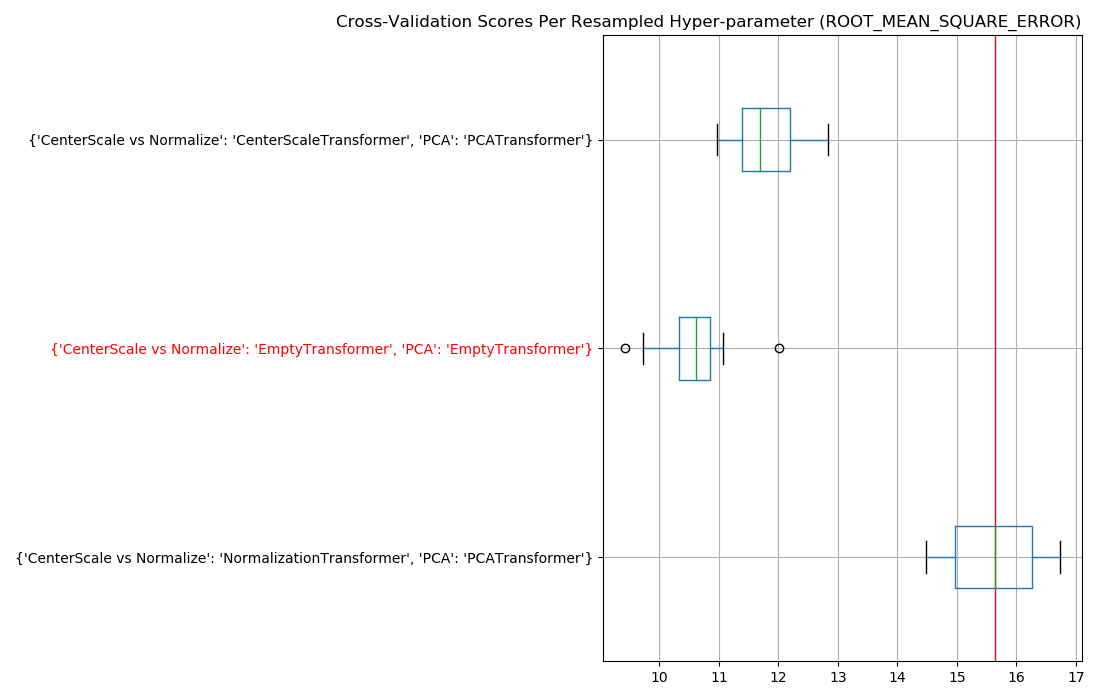 Cross-Validation Scores Per Resampled Hyper-parameter (ROOT_MEAN_SQUARE_ERROR)
{'CenterScale vs Normalize': 'CenterScaleTransformer', 'PCA': 'PCATransformer'}
{'CenterScale vs Normalize': 'EmptyTransformer', 'PCA': 'EmptyTransformer'}
{'CenterScale vs Normalize': 'NormalizationTransformer', 'PCA': 'PCATransformer'}
10 11 12 13 14 15 16 17